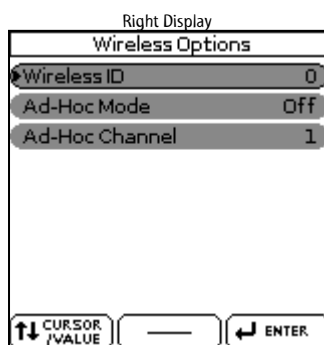 Right Display
Wireless Options
Wireless ID 0
Ad-Hoc Mode Off
Ad-Hoc Channel 1
CURSOR /VALUE ENTER